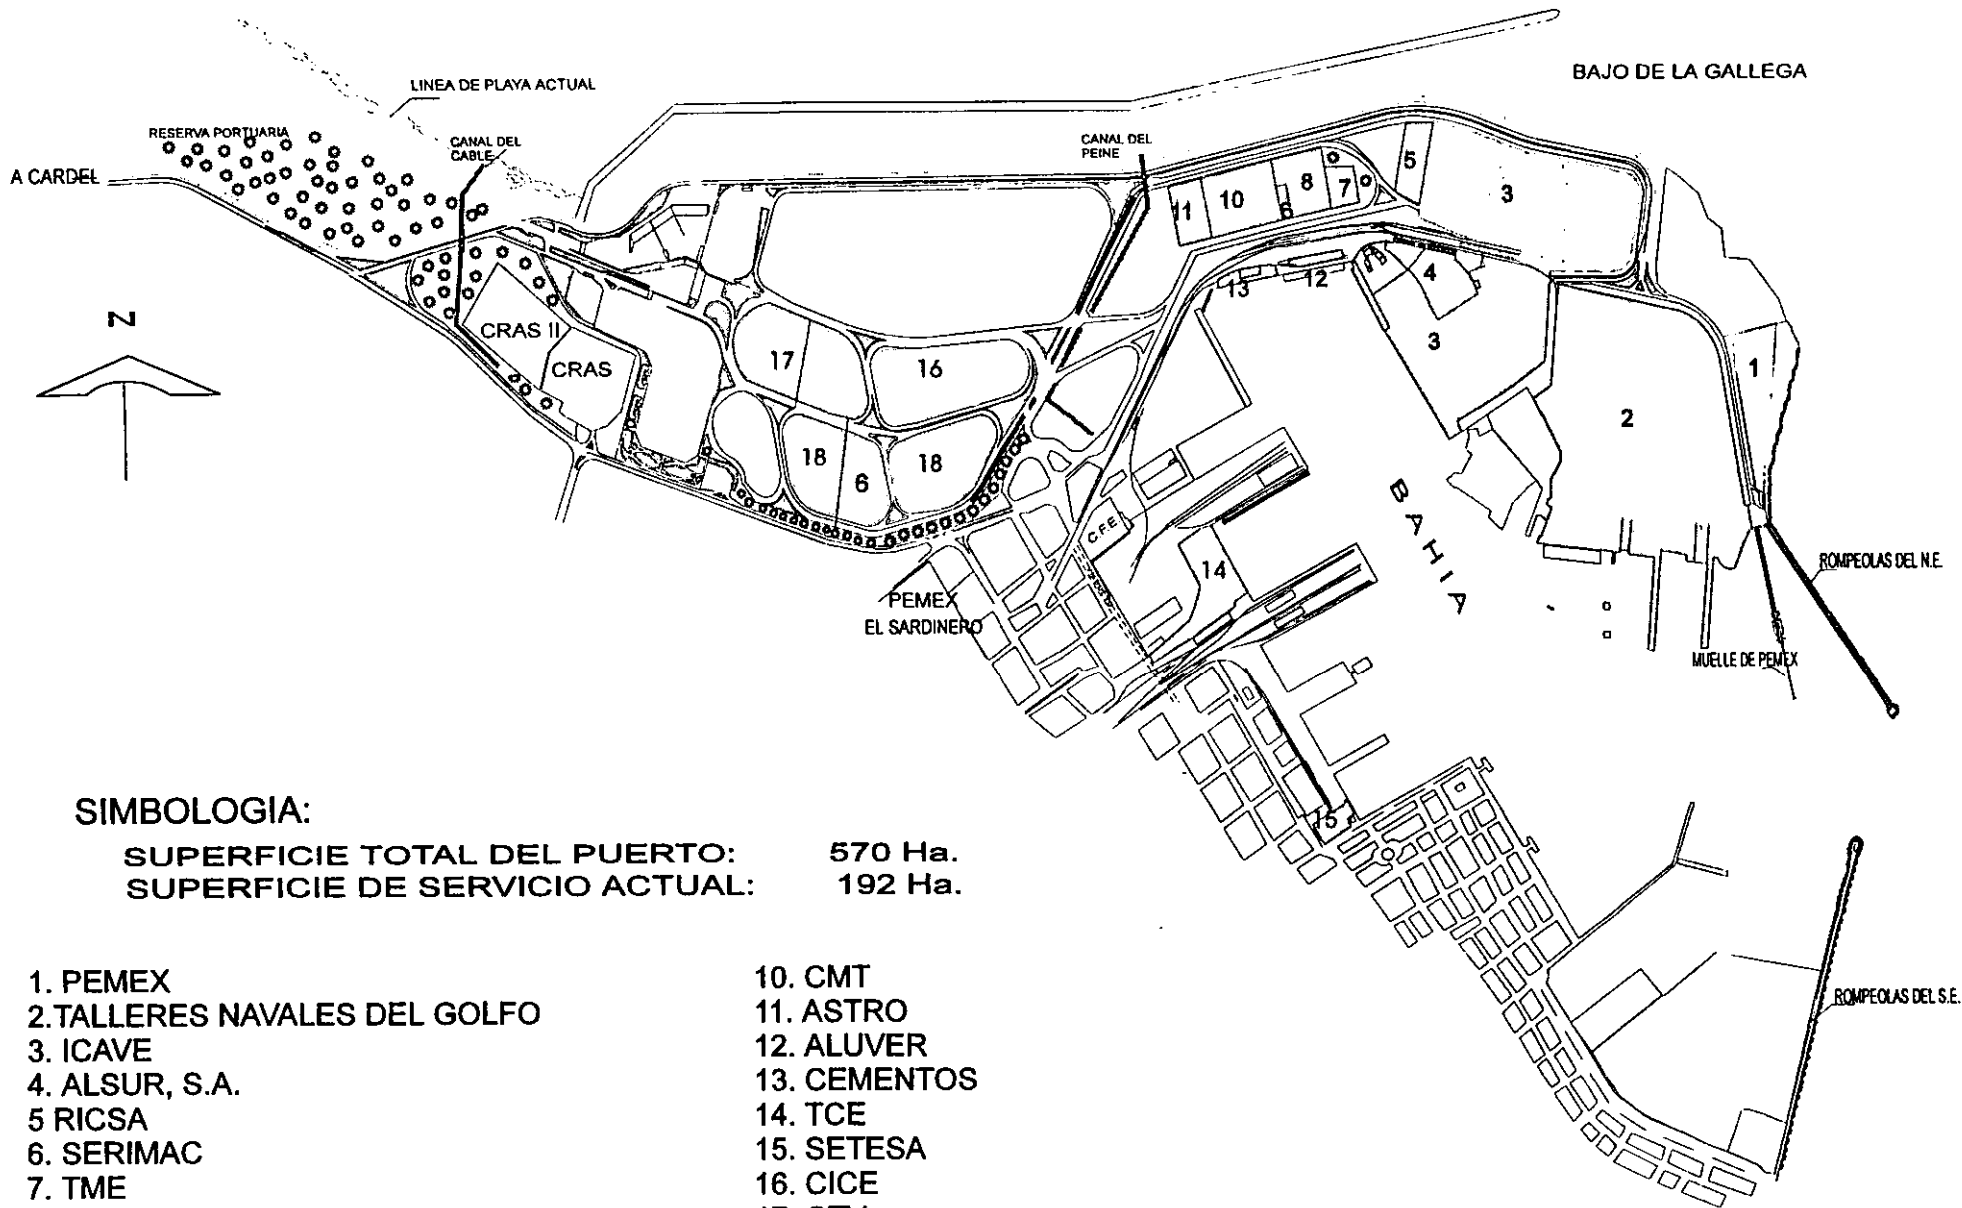 BAJO DE LA GALLEGA
LINEA DE PLAYA ACTUAL
RESERVA PORTUARIA
CANAL DEL
CABLE
CANAL DEL
PEINE
A CARDEL
5
3
11
10
8
6
7
N
13
12
4
3
CRAS II
CRAS
17
16
1
2
18
6
18
BAHIA
C.F.E.
14
PEMEX
EL SARDINERO
ROMPEOLAS DEL N.E.
MUELLE DE PEMEX
15
ROMPEOLAS DEL S.E.
SIMBOLOGIA:
SUPERFICIE TOTAL DEL PUERTO: 570 Ha.
SUPERFICIE DE SERVICIO ACTUAL: 192 Ha.
1. PEMEX
2.TALLERES NAVALES DEL GOLFO
3. ICAVE
4. ALSUR, S.A.
5 RICSA
6. SERIMAC
7. TME
10. CMT
11. ASTRO
12. ALUVER
13. CEMENTOS
14. TCE
15. SETESA
16. CICE